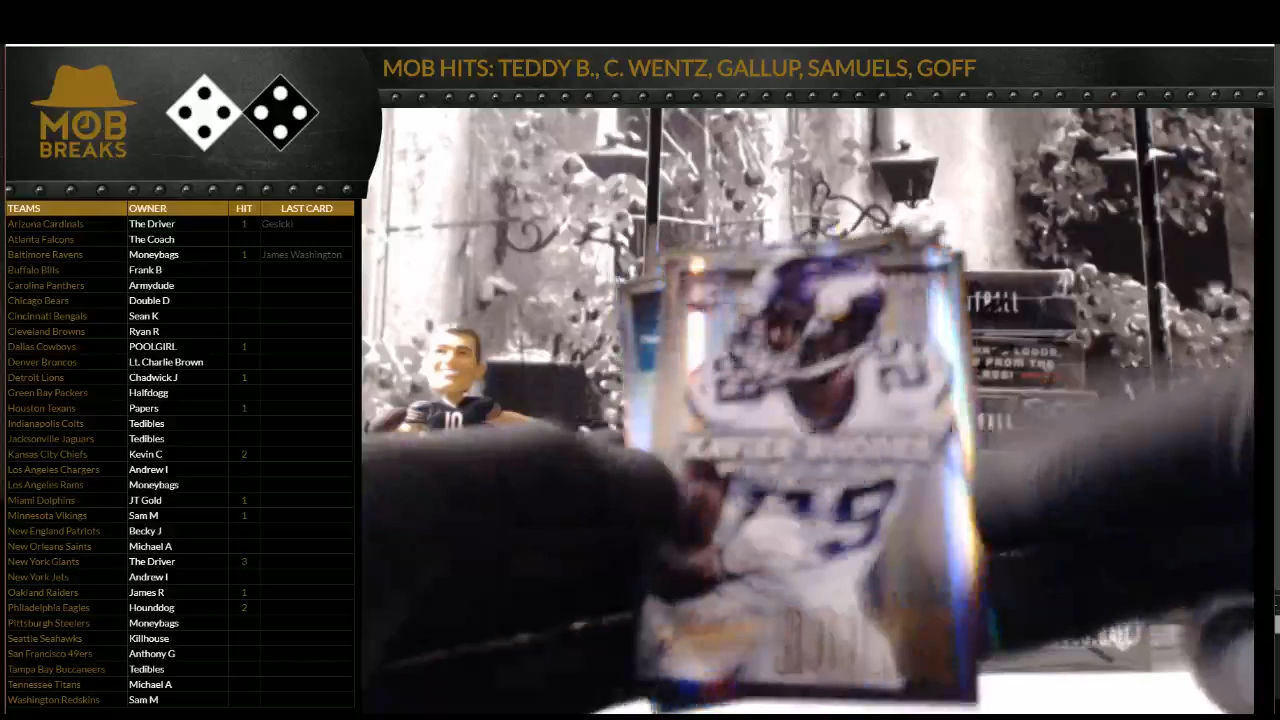 MOB HITS: TEDDY B., C. WENTZ, GALLUP, SAMUELS, GOFF
MOB
BREAKS
TEAMS OWNER HIT LAST CARD
Arizona Cardinals The Driver 1 Gesicki
Atlanta Falcons The Coach
Baltimore Ravens Moneybags 1 James Washington
Buffalo Bills Frank B
Carolina Panthers Armydude
Chicago Bears Double D
Cincinnati Bengals Sean K
Cleveland Browns Ryan R
Dallas Cowboys POOLGIRL 1
Denver Broncos Lt. Charlie Brown
Detroit Lions Chadwick J 1
Green Bay Packers Halfdogg
Houston Texans Papers 1
Indianapolis Colts Tedibles
Jacksonville Jaguars Tedibles
Kansas City Chiefs Kevin C 2
Los Angeles Chargers Andrew I
Los Angeles Rams Moneybags
Miami Dolphins JT Gold 1
Minnesota Vikings Sam M 1
New England Patriots Becky J
New Orleans Saints Michael A
New York Giants The Driver 3
New York Jets Andrew I
Oakland Raiders James R 1
Philadelphia Eagles Hounddog 2
Pittsburgh Steelers Moneybags
Seattle Seahawks Killhouse
San Francisco 49ers Anthony G
Tampa Bay Buccaneers Tedibles
Tennessee Titans Michael A
Washington Redskins Sam M
XAVIER RHODES